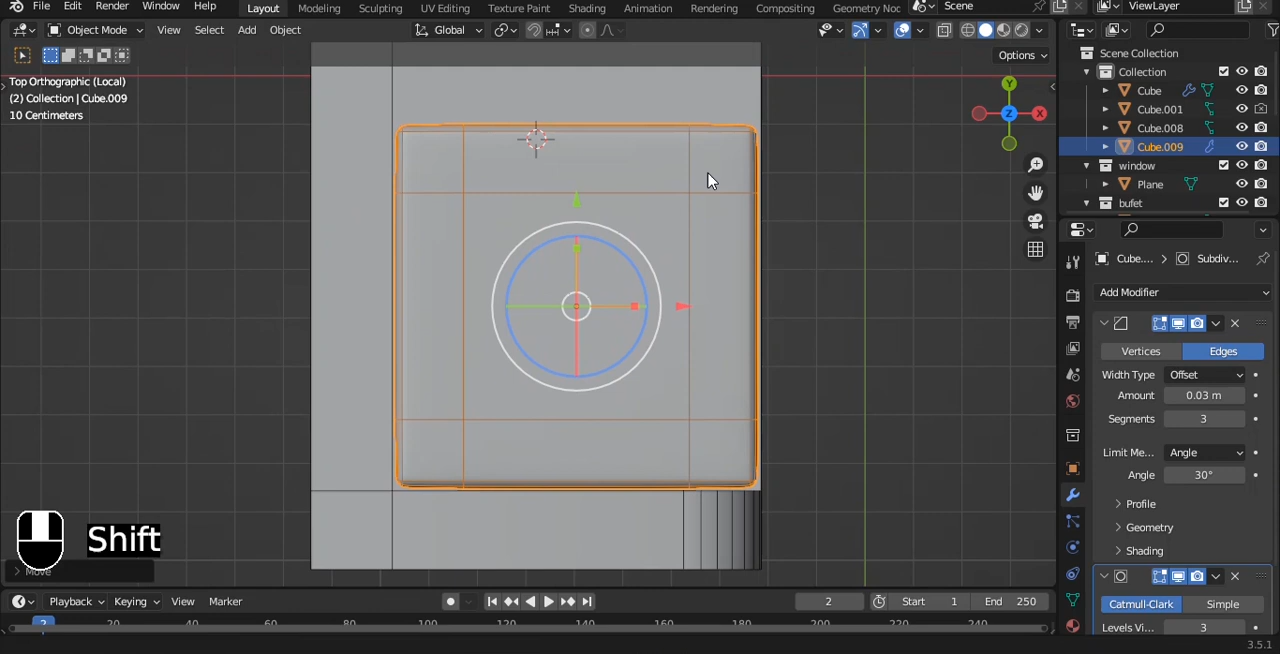 File Edit Render Window Help Layout Modeling Sculpting UV Editing Texture Paint Shading Animation Rendering Compositing Geometry Noc Scene ViewLayer
Object Mode View Select Add Object Global
Options
Top Orthographic (Local)
(2) Collection | Cube.009
10 Centimeters
Y
X
Z
Scene Collection
Collection
Cube
Cube.001
Cube.008
Cube.009
window
Plane
bufet
Cube.... > Subdiv...
Add Modifier
Vertices Edges
Width Type Offset
Amount 0.03 m
Segments 3
Limit Me... Angle
Angle 30°
Profile
Geometry
Shading
Catmull-Clark Simple
Levels Vi... 3
Shift
Move
Playback Keying View Marker 2 Start 1 End 250
2 20 40 60 80 100 120 140 160 180 200 220 240
3.5.1